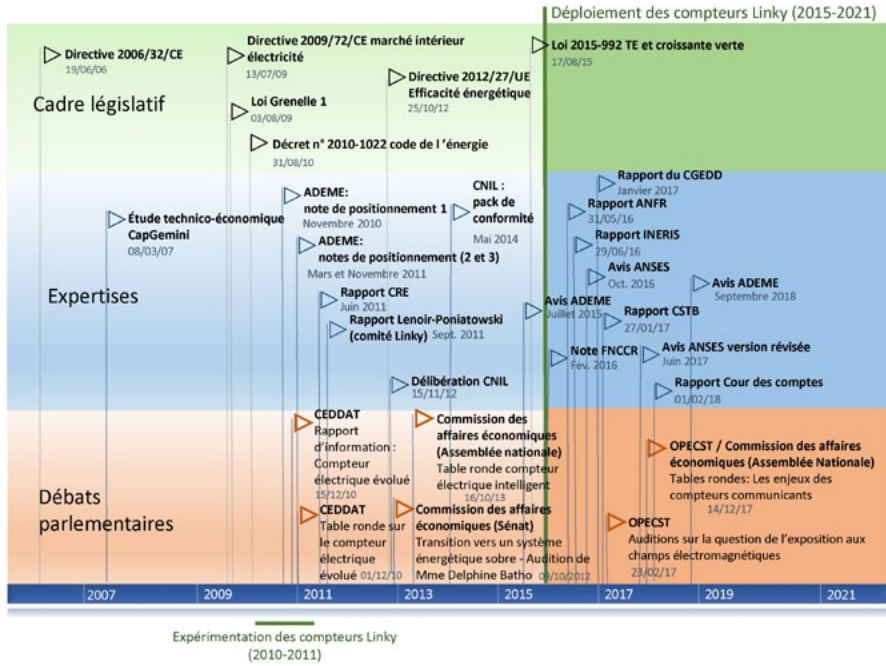 Déploiement des compteurs Linky (2015-2021)
Cadre législatif
Directive 2006/32/CE
19/06/06
Directive 2009/72/CE marché intérieur
électricité
13/07/09
Loi Grenelle 1
03/08/09
Décret n° 2010-1022 code de l 'énergie
31/08/10
Directive 2012/27/UE
Efficacité énergétique
25/10/12
Loi 2015-992 TE et croissante verte
17/08/15
Expertises
Étude technico-économique
CapGemini
08/03/07
ADEME:
note de positionnement 1
Novembre 2010
ADEME:
notes de positionnement (2 et 3)
Mars et Novembre 2011
Rapport CRE
Juin 2011
Rapport Lenoir-Poniatowski
(comité Linky) Sept. 2011
Délibération CNIL
15/11/12
CNIL :
pack de
conformité
Mai 2014
Avis ADEME
Juillet 2015
Rapport du CGEDD
Janvier 2017
Rapport ANFR
31/05/16
Rapport INERIS
29/06/16
Avis ANSES
Oct. 2016
Avis ADEME
Septembre 2018
Rapport CSTB
27/01/17
Note FNCCR
Fév. 2016
Avis ANSES version révisée
Juin 2017
Rapport Cour des comptes
01/02/18
Débats
parlementaires
CEDDAT
Rapport
d'information :
Compteur
électrique évolué
15/12/10
CEDDAT
Table ronde sur
le compteur
électrique
évolué 01/12/10
Commission des
affaires économiques
(Assemblée nationale)
Table ronde compteur
électrique intelligent
16/10/13
Commission des affaires
économiques (Sénat)
Transition vers un système
énergétique sobre - Audition de
Mme Delphine Batho 09/10/2012
OPECST / Commission des affaires
économiques (Assemblée Nationale)
Tables rondes: Les enjeux des
compteurs communicants
14/12/17
OPECST
Auditions sur la question de l'exposition aux
champs électromagnétiques
23/02/17
2007 2009 2011 2013 2015 2017 2019 2021
Expérimentation des compteurs Linky
(2010-2011)